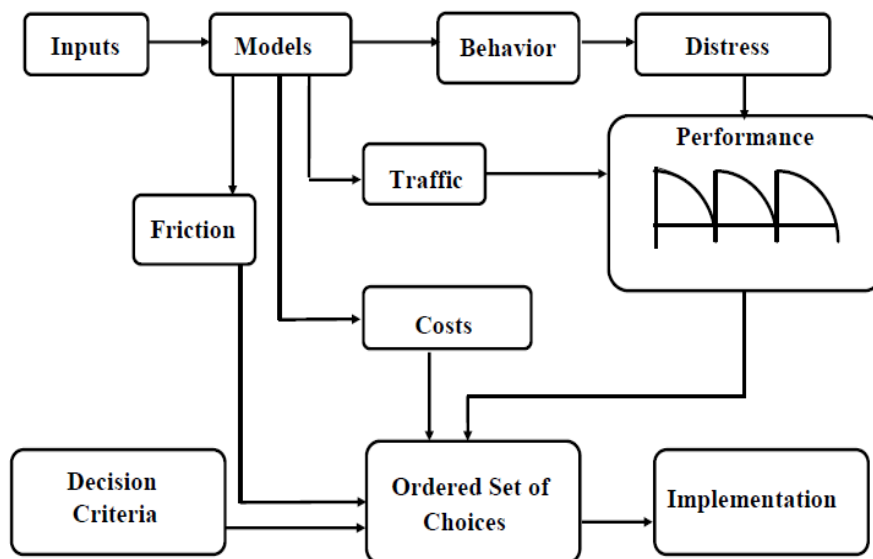 Inputs
Models
Behavior
Distress
Performance
Traffic
Friction
Costs
Decision
Criteria
Ordered Set of
Choices
Implementation